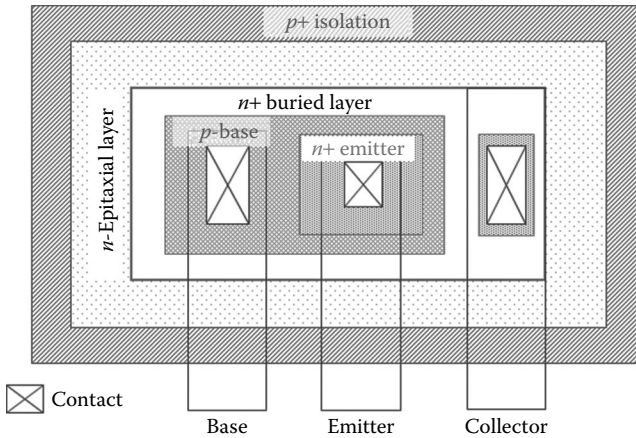 p+ isolation
n+ buried layer
p-base
n+ emitter
n-Epitaxial layer
Contact
Base
Emitter
Collector